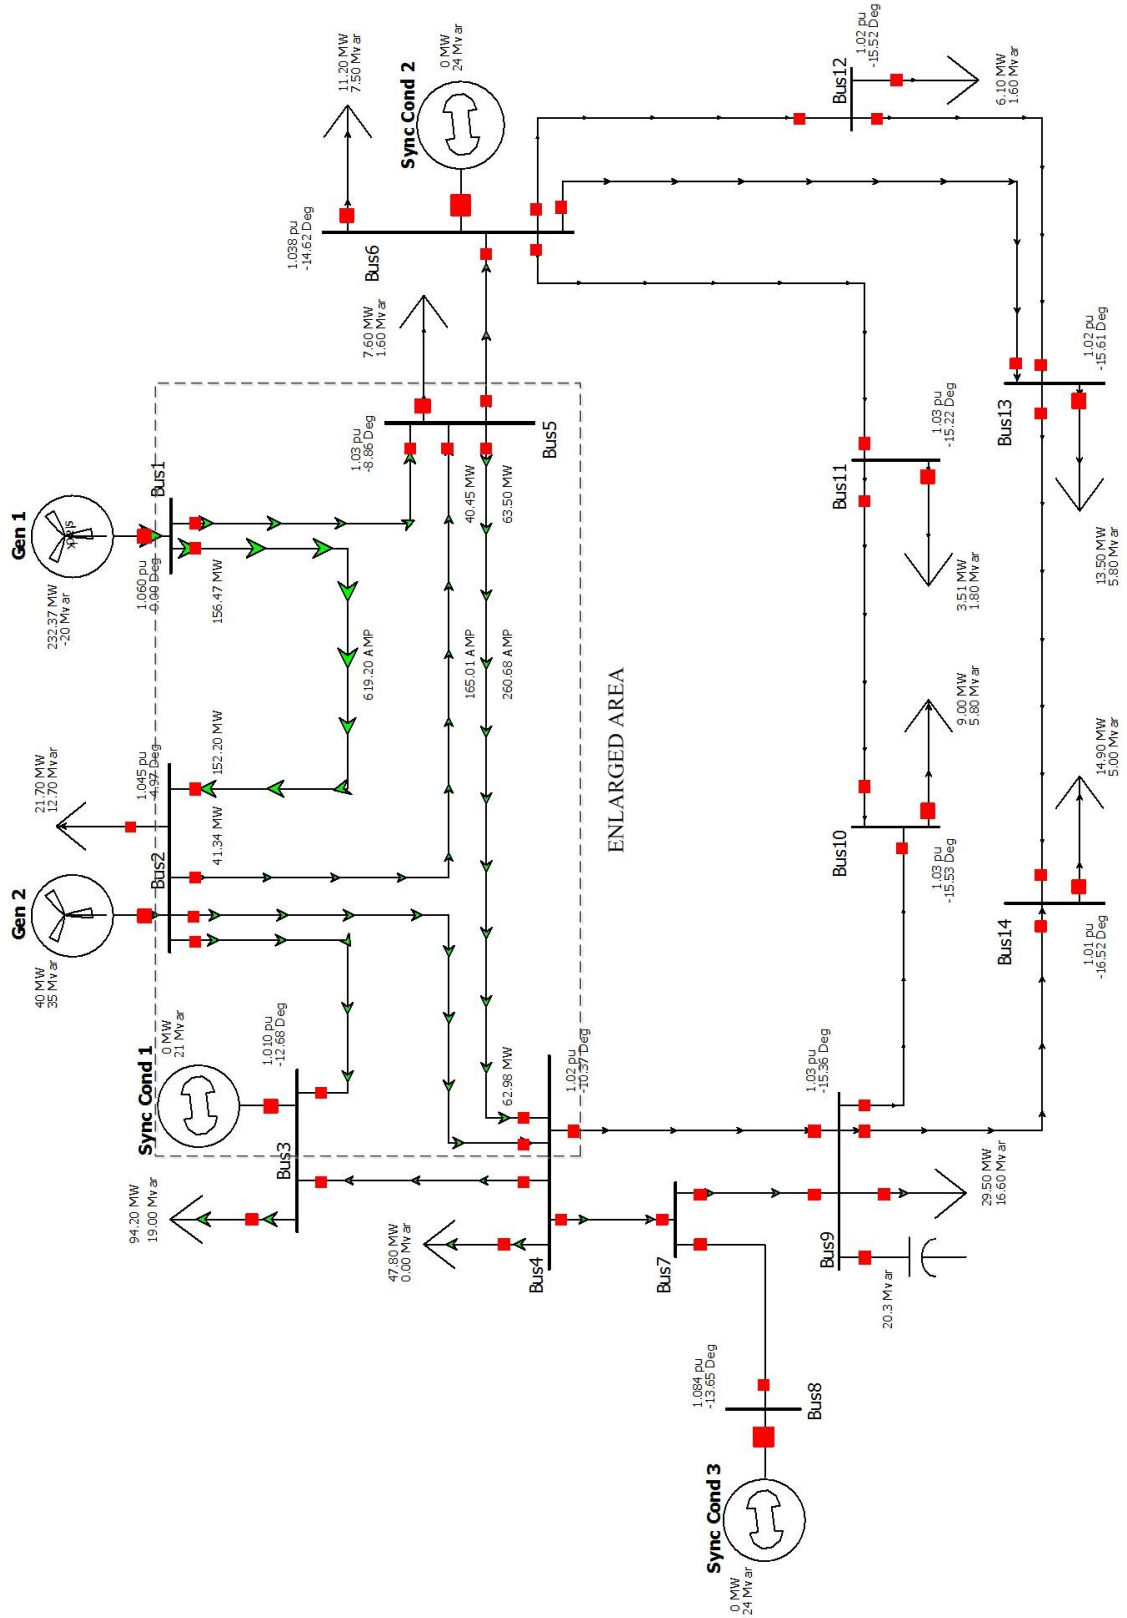 Gen 1
232.37 MW
-20 Mvar
slack
1.060 pu
0.00 Deg
Bus1
156.47 MW
619.20 AMP
152.20 MW
Gen 2
40 MW
35 Mvar
21.70 MW
12.70 Mvar
1.045 pu
-4.97 Deg
Bus2
41.34 MW
Sync Cond 1
0 MW
21 Mvar
1.010 pu
-12.68 Deg
Bus3
94.20 MW
19.00 Mvar
47.80 MW
0.00 Mvar
Bus4
62.98 MW
1.02 pu
-10.37 Deg
165.01 AMP
260.68 AMP
40.45 MW
63.50 MW
1.03 pu
-8.86 Deg
Bus5
7.60 MW
1.60 Mvar
ENLARGED AREA
11.20 MW
7.50 Mvar
Sync Cond 2
0 MW
24 Mvar
1.038 pu
-14.62 Deg
Bus6
Bus7
1.084 pu
-13.65 Deg
Bus8
Sync Cond 3
0 MW
24 Mvar
Bus9
1.03 pu
-15.36 Deg
20.3 Mvar
29.50 MW
16.60 Mvar
Bus10
1.03 pu
-15.53 Deg
9.00 MW
5.80 Mvar
Bus11
1.03 pu
-15.22 Deg
3.51 MW
1.80 Mvar
Bus12
1.02 pu
-15.52 Deg
6.10 MW
1.60 Mvar
Bus13
1.02 pu
-15.61 Deg
13.50 MW
5.80 Mvar
Bus14
1.01 pu
-16.52 Deg
14.90 MW
5.00 Mvar